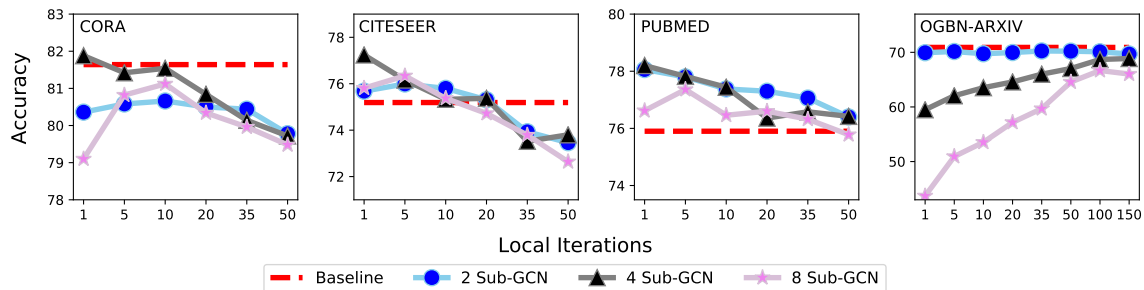 CORA
CITESEER
PUBMED
OGBN-ARXIV
Accuracy
83
82
81
80
79
78
1 5 10 20 35 50
78
76
74
72
1 5 10 20 35 50
80
78
76
74
1 5 10 20 35 50
70
60
50
1 5 10 20 35 50 100 150
Local Iterations
Baseline 2 Sub-GCN 4 Sub-GCN 8 Sub-GCN